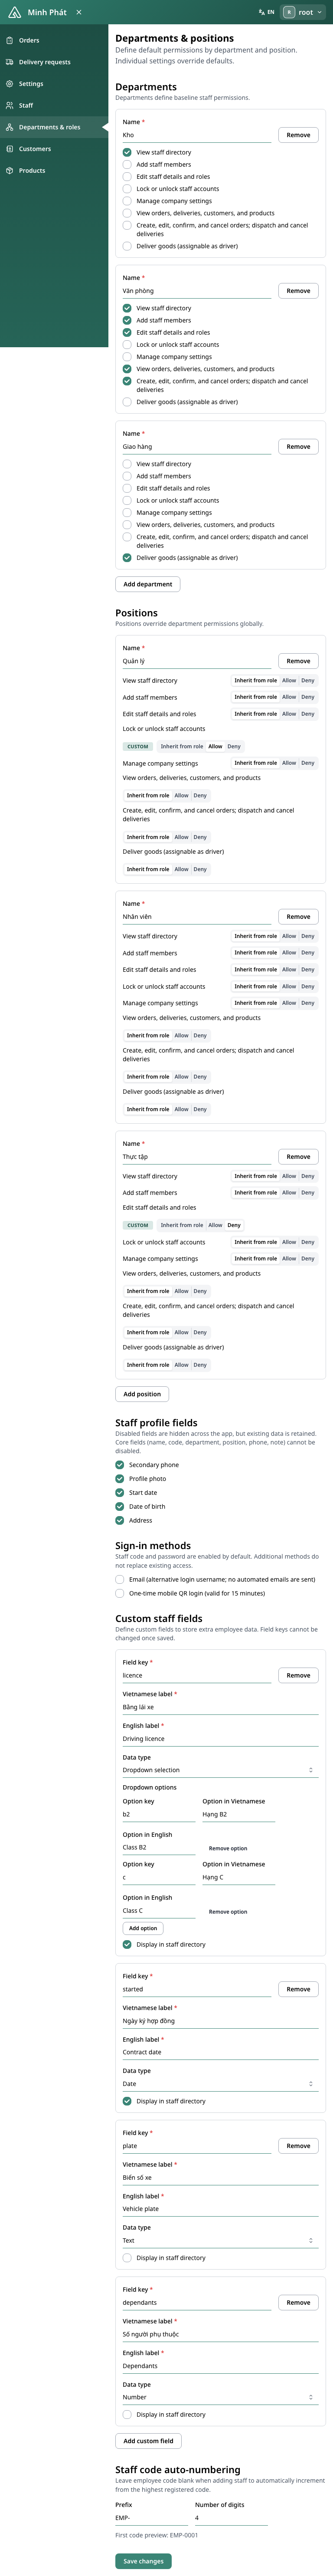 Minh Phát
EN
R
root
Orders
Delivery requests
Settings
Staff
Departments & roles
Customers
Products
Departments & positions
Define default permissions by department and position.
Individual settings override defaults.
Departments
Departments define baseline staff permissions.
Name *
Kho
Remove
View staff directory
Add staff members
Edit staff details and roles
Lock or unlock staff accounts
Manage company settings
View orders, deliveries, customers, and products
Create, edit, confirm, and cancel orders; dispatch and cancel
deliveries
Deliver goods (assignable as driver)
Name *
Văn phòng
Remove
View staff directory
Add staff members
Edit staff details and roles
Lock or unlock staff accounts
Manage company settings
View orders, deliveries, customers, and products
Create, edit, confirm, and cancel orders; dispatch and cancel
deliveries
Deliver goods (assignable as driver)
Name *
Giao hàng
Remove
View staff directory
Add staff members
Edit staff details and roles
Lock or unlock staff accounts
Manage company settings
View orders, deliveries, customers, and products
Create, edit, confirm, and cancel orders; dispatch and cancel
deliveries
Deliver goods (assignable as driver)
Add department
Positions
Positions override department permissions globally.
Name *
Quản lý
Remove
View staff directory Inherit from role Allow Deny
Add staff members Inherit from role Allow Deny
Edit staff details and roles Inherit from role Allow Deny
Lock or unlock staff accounts
CUSTOM Inherit from role Allow Deny
Manage company settings Inherit from role Allow Deny
View orders, deliveries, customers, and products
Inherit from role Allow Deny
Create, edit, confirm, and cancel orders; dispatch and cancel
deliveries
Inherit from role Allow Deny
Deliver goods (assignable as driver)
Inherit from role Allow Deny
Name *
Nhân viên
Remove
View staff directory Inherit from role Allow Deny
Add staff members Inherit from role Allow Deny
Edit staff details and roles Inherit from role Allow Deny
Lock or unlock staff accounts Inherit from role Allow Deny
Manage company settings Inherit from role Allow Deny
View orders, deliveries, customers, and products
Inherit from role Allow Deny
Create, edit, confirm, and cancel orders; dispatch and cancel
deliveries
Inherit from role Allow Deny
Deliver goods (assignable as driver)
Inherit from role Allow Deny
Name *
Thực tập
Remove
View staff directory Inherit from role Allow Deny
Add staff members Inherit from role Allow Deny
Edit staff details and roles
CUSTOM Inherit from role Allow Deny
Lock or unlock staff accounts Inherit from role Allow Deny
Manage company settings Inherit from role Allow Deny
View orders, deliveries, customers, and products
Inherit from role Allow Deny
Create, edit, confirm, and cancel orders; dispatch and cancel
deliveries
Inherit from role Allow Deny
Deliver goods (assignable as driver)
Inherit from role Allow Deny
Add position
Staff profile fields
Disabled fields are hidden across the app, but existing data is retained.
Core fields (name, code, department, position, phone, note) cannot be
disabled.
Secondary phone
Profile photo
Start date
Date of birth
Address
Sign-in methods
Staff code and password are enabled by default. Additional methods do
not replace existing access.
Email (alternative login username; no automated emails are sent)
One-time mobile QR login (valid for 15 minutes)
Custom staff fields
Define custom fields to store extra employee data. Field keys cannot be
changed once saved.
Field key *
licence
Remove
Vietnamese label *
Bằng lái xe
English label *
Driving licence
Data type
Dropdown selection
Dropdown options
Option key Option in Vietnamese
b2 Hạng B2
Option in English
Class B2 Remove option
Option key Option in Vietnamese
c Hạng C
Option in English
Class C Remove option
Add option
Display in staff directory
Field key *
started
Remove
Vietnamese label *
Ngày ký hợp đồng
English label *
Contract date
Data type
Date
Display in staff directory
Field key *
plate
Remove
Vietnamese label *
Biển số xe
English label *
Vehicle plate
Data type
Text
Display in staff directory
Field key *
dependants
Remove
Vietnamese label *
Số người phụ thuộc
English label *
Dependants
Data type
Number
Display in staff directory
Add custom field
Staff code auto-numbering
Leave employee code blank when adding staff to automatically increment
from the highest registered code.
Prefix Number of digits
EMP- 4
First code preview: EMP-0001
Save changes